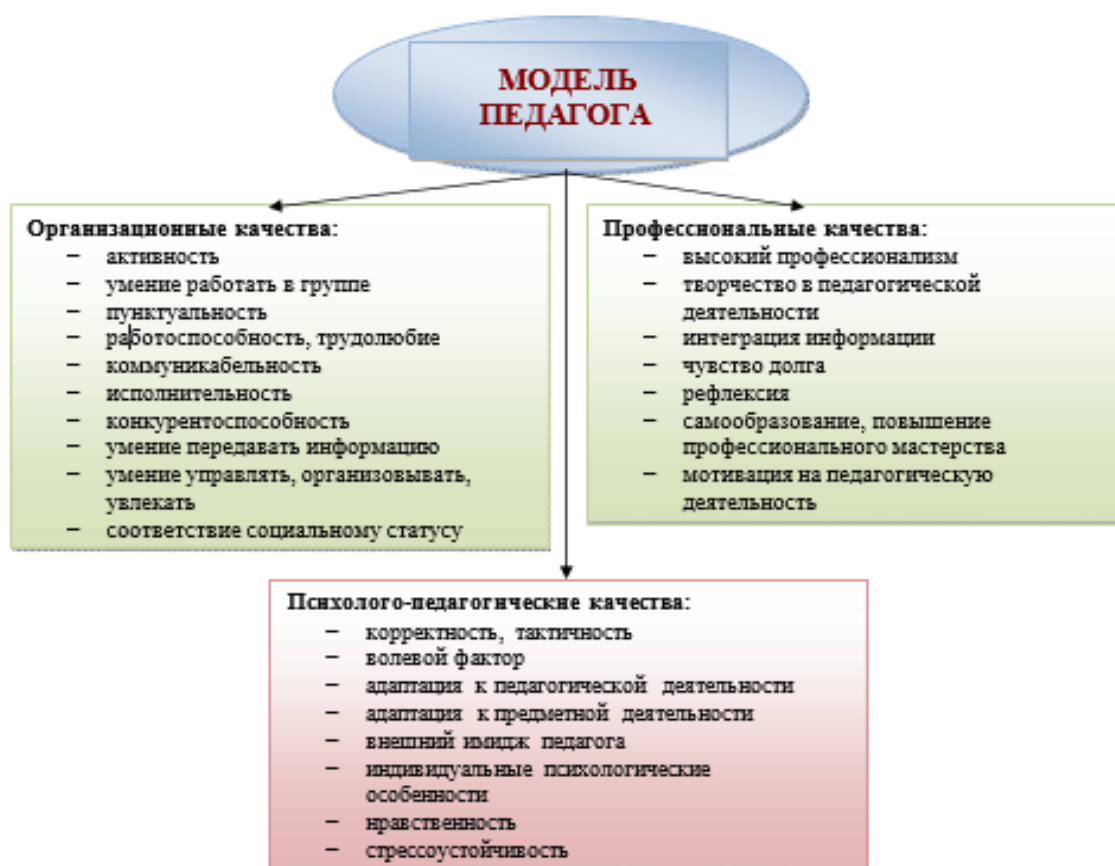 МОДЕЛЬ
ПЕДАГОГА
Организационные качества:
– активность
– умение работать в группе
– пунктуальность
– работоспособность, трудолюбие
– коммуникабельность
– исполнительность
– конкурентоспособность
– умение передавать информацию
– умение управлять, организовывать,
увлекать
– соответствие социальному статусу
Профессиональные качества:
– высокий профессионализм
– творчество в педагогической
деятельности
– интеграция информации
– чувство долга
– рефлексия
– самообразование, повышение
профессионального мастерства
– мотивация на педагогическую
деятельность
Психолого-педагогические качества:
– корректность, тактичность
– волевой фактор
– адаптация к педагогической деятельности
– адаптация к предметной деятельности
– внешний имидж педагога
– индивидуальные психологические
особенности
– нравственность
– стрессоустойчивость